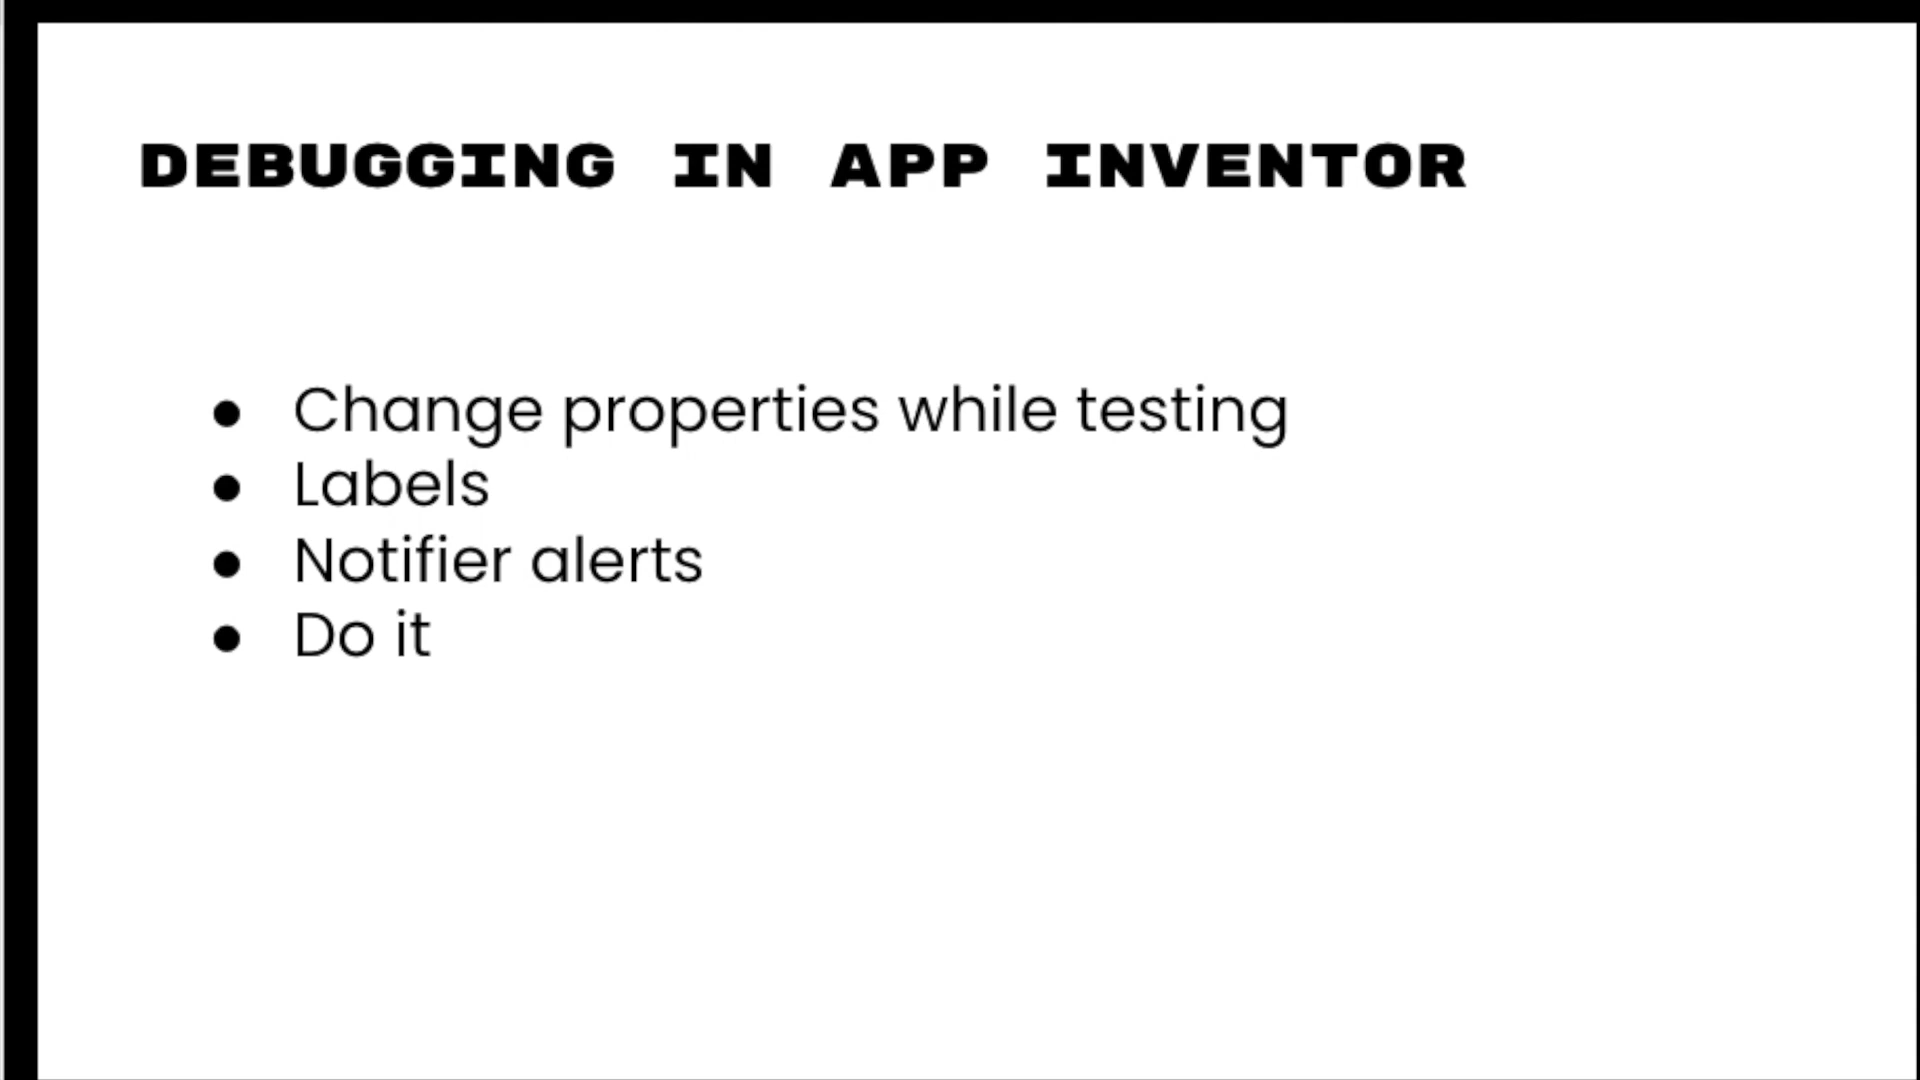 DEBUGGING IN APP INVENTOR
● Change properties while testing
● Labels
● Notifier alerts
● Do it